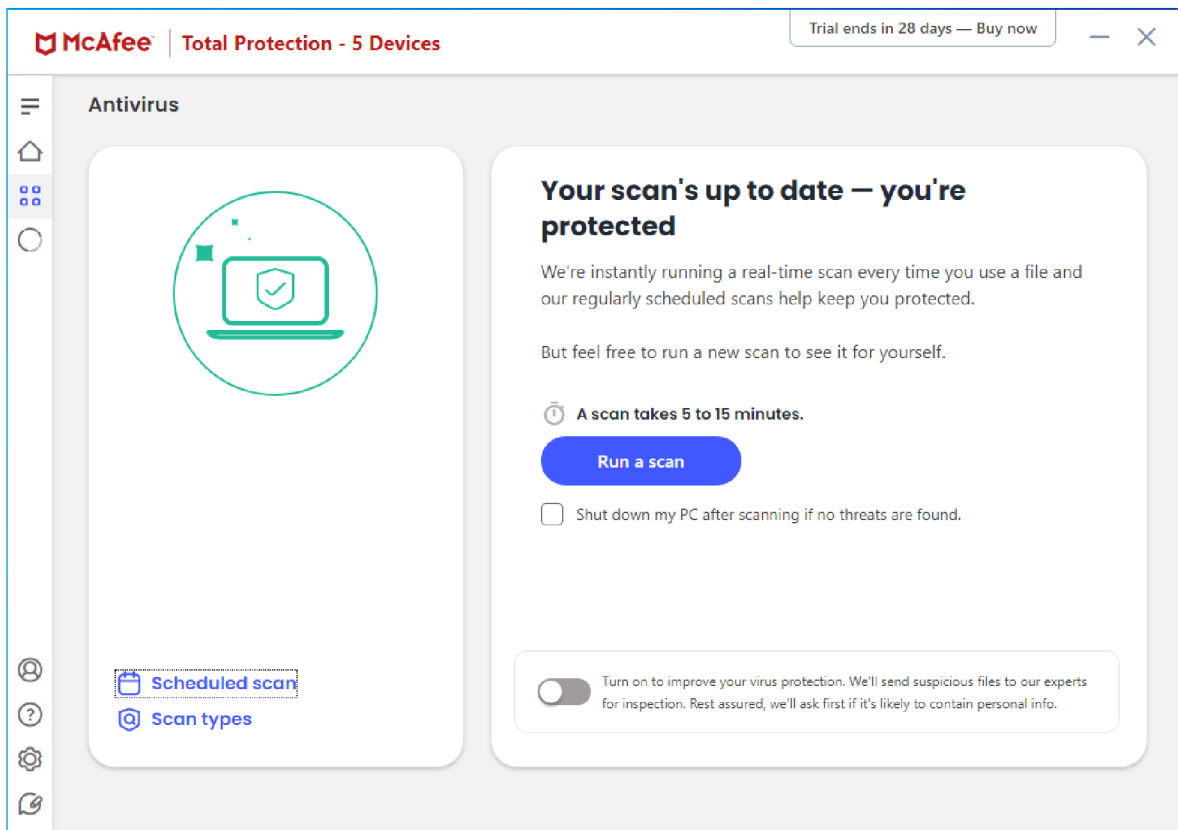 McAfee Total Protection - 5 Devices
Trial ends in 28 days — Buy now
Antivirus
Your scan's up to date — you're
protected
We're instantly running a real-time scan every time you use a file and
our regularly scheduled scans help keep you protected.
But feel free to run a new scan to see it for yourself.
A scan takes 5 to 15 minutes.
Run a scan
Shut down my PC after scanning if no threats are found.
Scheduled scan
Scan types
Turn on to improve your virus protection. We'll send suspicious files to our experts
for inspection. Rest assured, we'll ask first if it's likely to contain personal info.